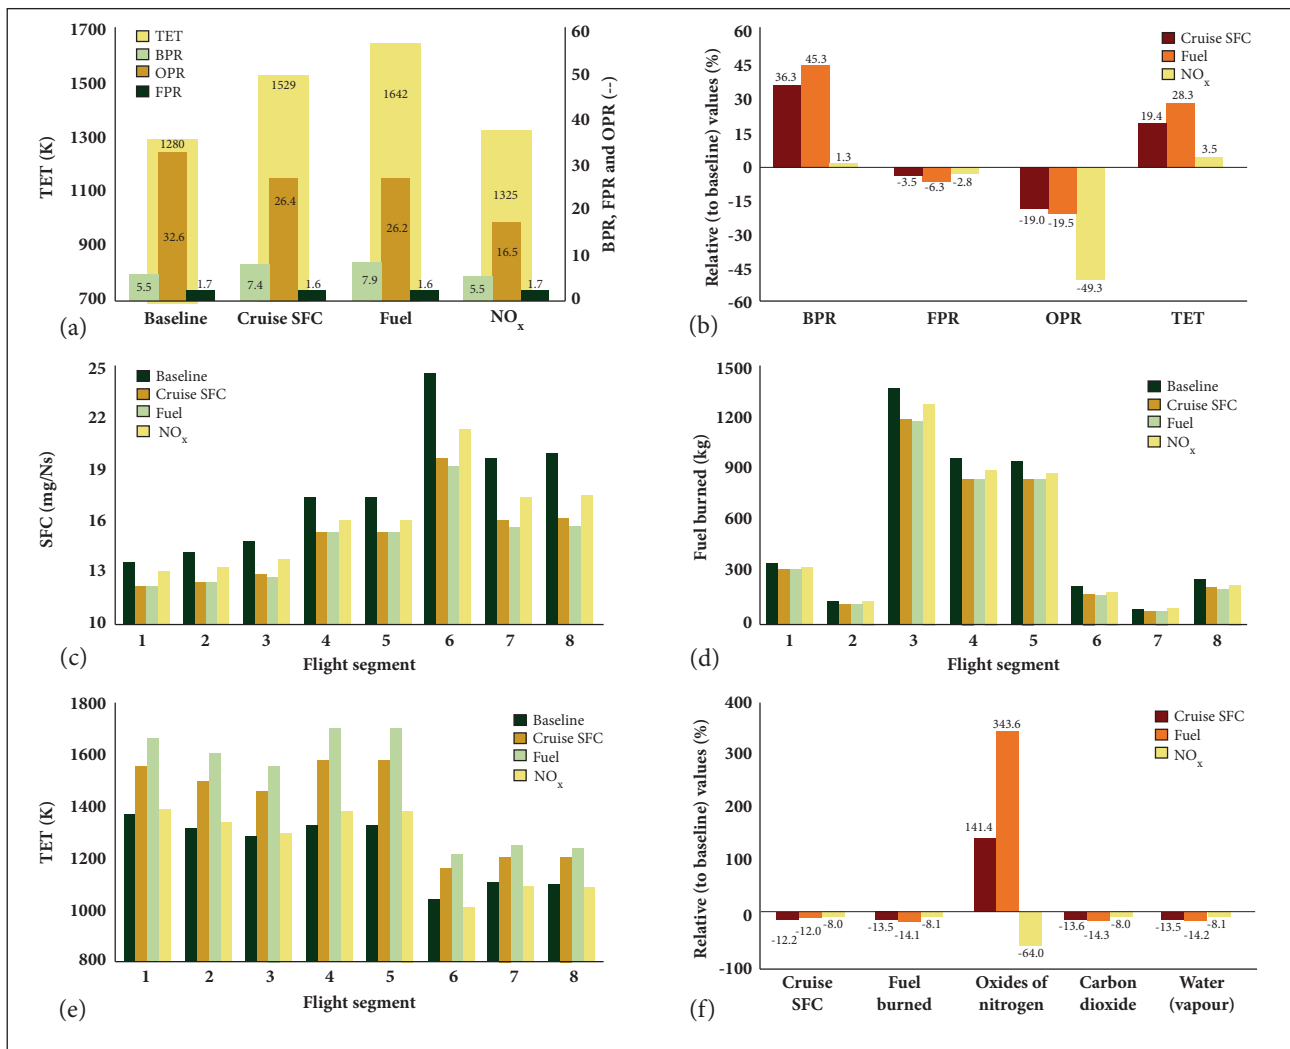 1700
1500
1300
1100
900
700
TET (K)
TET
BPR
OPR
FPR
60
50
40
30
20
10
0
BPR, FPR and OPR (--)
1280
1529
1642
1325
32.6
26.4
26.2
16.5
5.5
1.7
7.4
1.6
7.9
1.6
5.5
1.7
Baseline
Cruise SFC
Fuel
NOx
(a)
60
45
30
15
0
-15
-30
-45
-60
Relative (to baseline) values (%)
Cruise SFC
Fuel
NOx
36.3
45.3
1.3
-3.5
-6.3
-2.8
-19.0
-19.5
-49.3
19.4
28.3
3.5
BPR
FPR
OPR
TET
(b)
25
22
19
16
13
10
SFC (mg/Ns)
Baseline
Cruise SFC
Fuel
NOx
1 2 3 4 5 6 7 8
Flight segment
(c)
1500
1200
900
600
300
0
Fuel burned (kg)
Baseline
Cruise SFC
Fuel
NOx
1 2 3 4 5 6 7 8
Flight segment
(d)
1800
1600
1400
1200
1000
800
TET (K)
Baseline
Cruise SFC
Fuel
NOx
1 2 3 4 5 6 7 8
Flight segment
(e)
400
300
200
100
0
-100
Relative (to baseline) values (%)
Cruise SFC
Fuel
NOx
-12.2
-12.0
-8.0
-13.5
-14.1
-8.1
141.4
343.6
-64.0
-13.6
-14.3
-8.0
-13.5
-14.2
-8.1
Cruise
SFC
Fuel
burned
Oxides of
nitrogen
Carbon
dioxide
Water
(vapour)
(f)